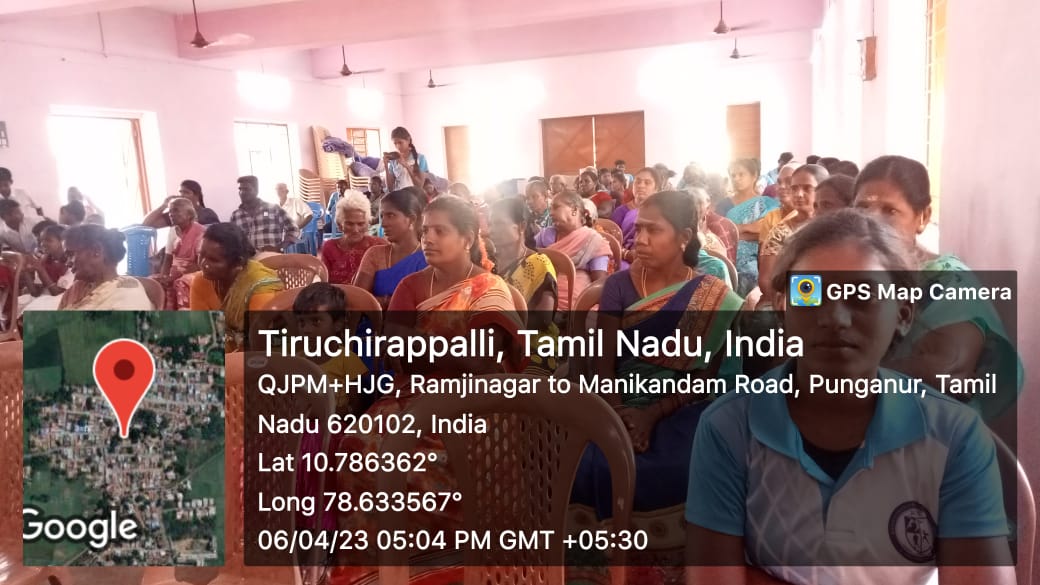 GPS Map Camera
Tiruchirappalli, Tamil Nadu, India
QJPM+HJG, Ramjinagar to Manikandam Road, Punganur, Tamil
Nadu 620102, India
Lat 10.786362°
Long 78.633567°
06/04/23 05:04 PM GMT +05:30
Google